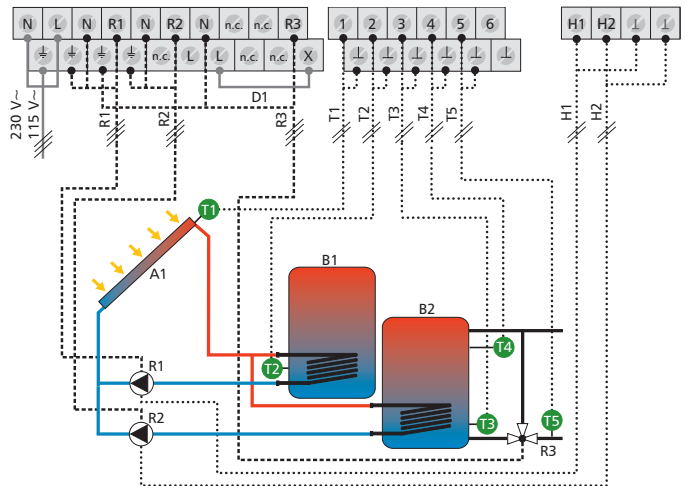 N L N R1 N R2 N n.c. n.c. R3
n.c. L L n.c. n.c. X
D1
230 V~
115 V~
R1
R2
R3
1 2 3 4 5 6
⊥ ⊥ ⊥ ⊥ ⊥ ⊥
T1
T2
T3
T4
T5
H1 H2 ⊥ ⊥
H1
H2
T1
A1
B1
B2
T2
T4
R1
R2
T3
T5
R3